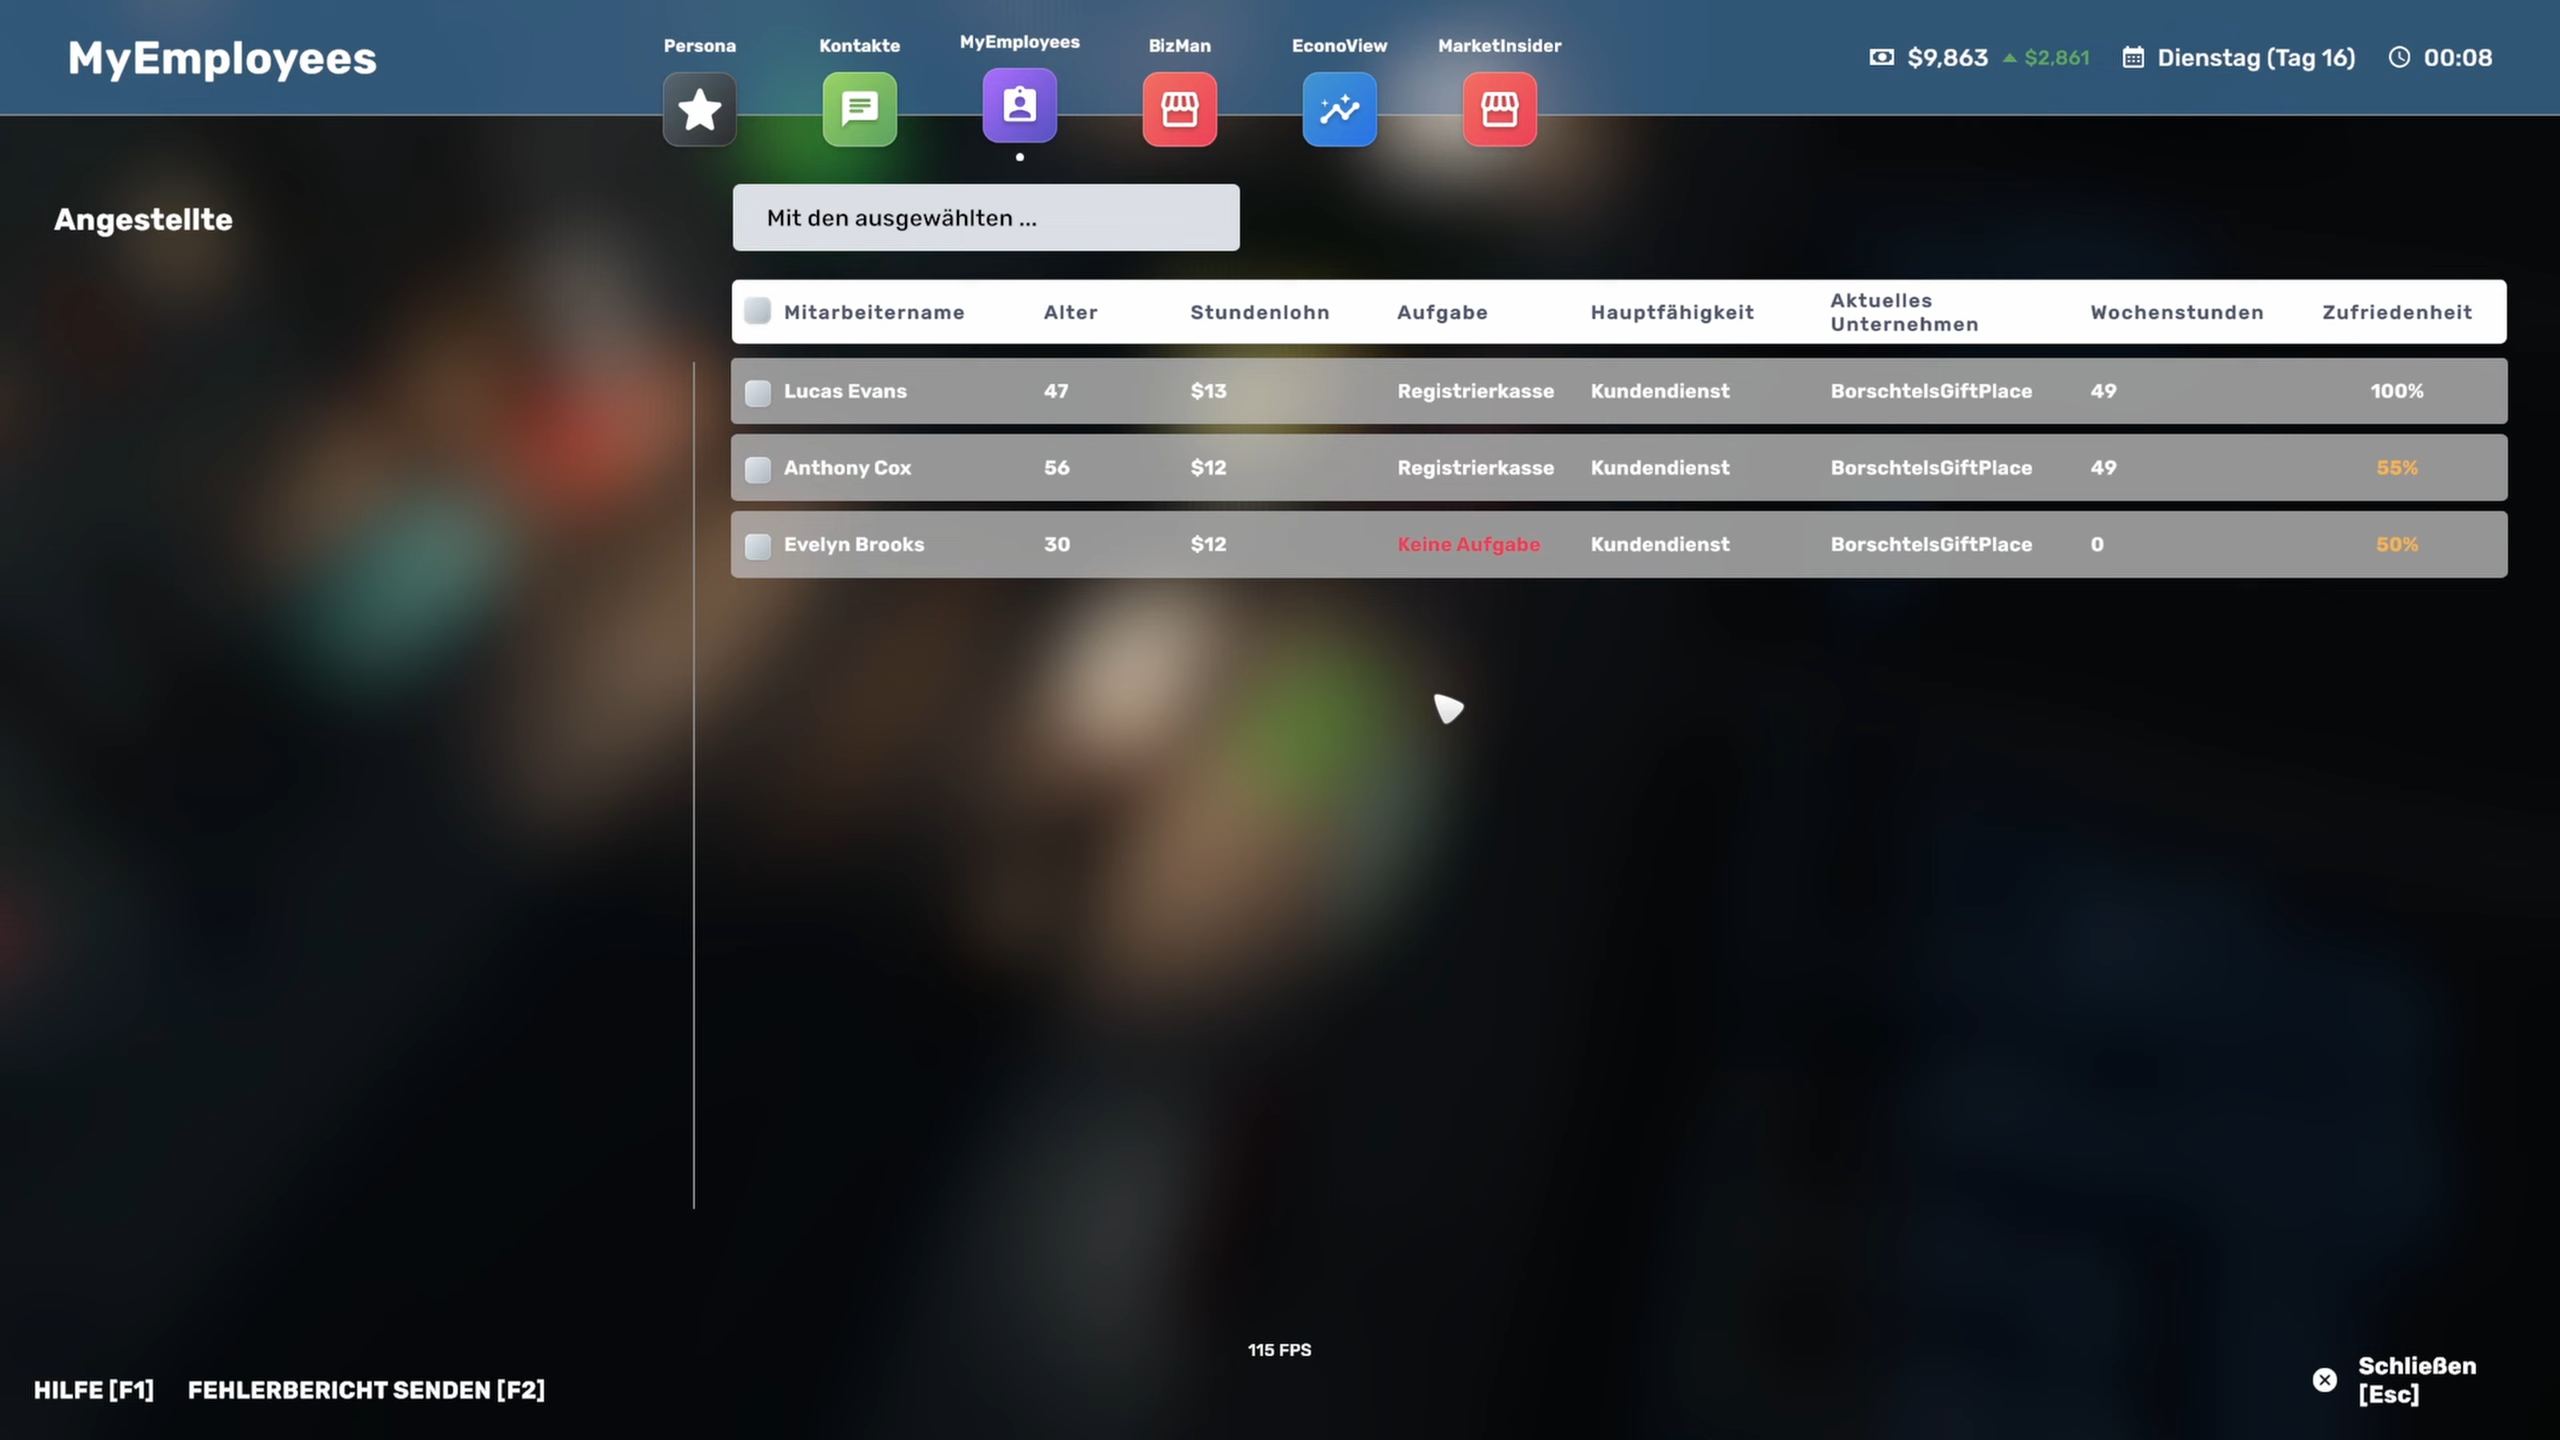 MyEmployees
Persona
Kontakte
MyEmployees
BizMan
EconoView
MarketInsider
$9,863 $2,861 Dienstag (Tag 16) 00:08
Angestellte
Mit den ausgewählten ...
Mitarbeitername Alter Stundenlohn Aufgabe Hauptfähigkeit Aktuelles Unternehmen Wochenstunden Zufriedenheit
Lucas Evans 47 $13 Registrierkasse Kundendienst BorschtelsGiftPlace 49 100%
Anthony Cox 56 $12 Registrierkasse Kundendienst BorschtelsGiftPlace 49 55%
Evelyn Brooks 30 $12 Keine Aufgabe Kundendienst BorschtelsGiftPlace 0 50%
115 FPS
HILFE [F1] FEHLERBERICHT SENDEN [F2]
Schließen
[Esc]